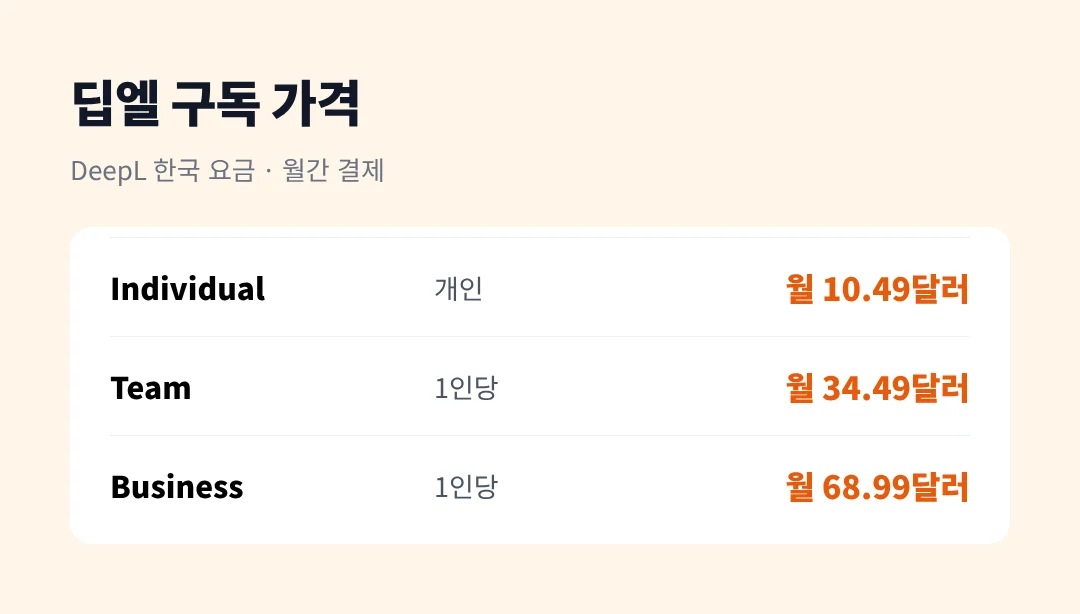 딥엘 구독 가격
DeepL 한국 요금 · 월간 결제
Individual 개인 월 10.49달러
Team 1인당 월 34.49달러
Business 1인당 월 68.99달러